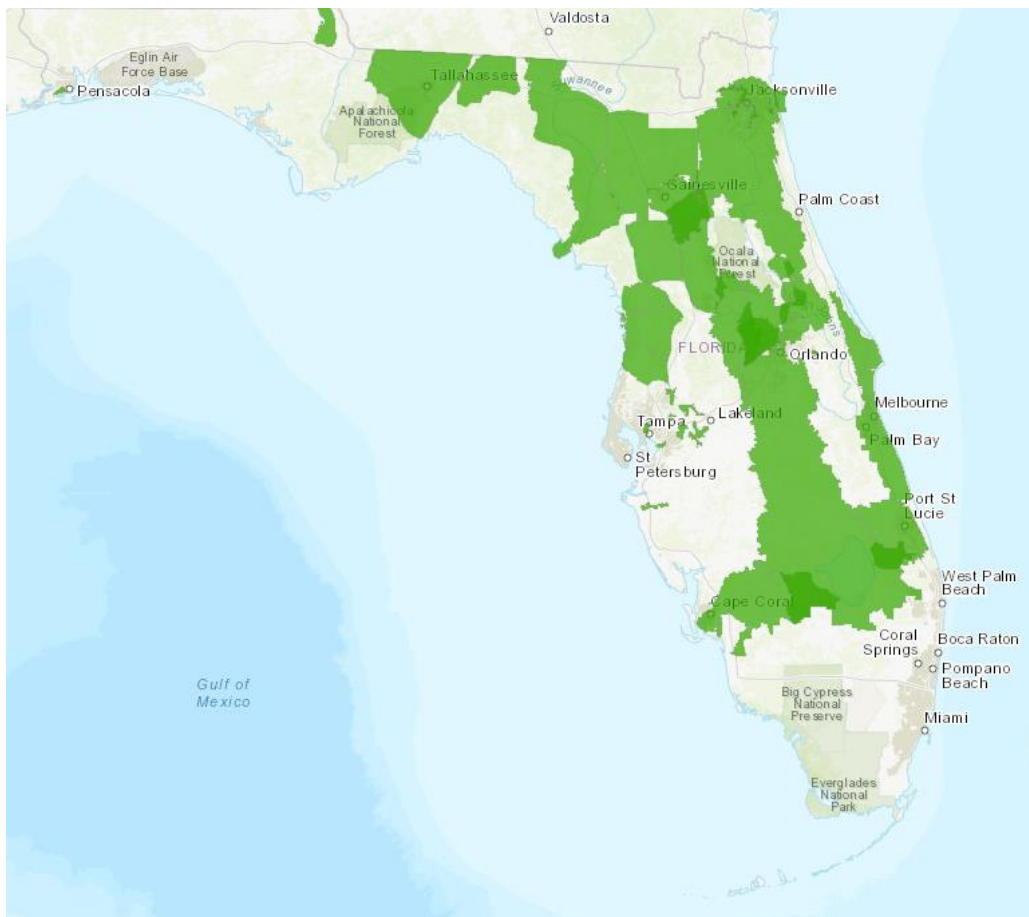 Valdosta
Eglin Air
Force Base
Pensacola
Tallahassee
Suwannee
Jacksonville
Apalachicola
National
Forest
Gainesville
Palm Coast
Ocala
National
Forest
St Johns
FLORIDA
Orlando
Melbourne
Lakeland
Tampa
Palm Bay
St
Petersburg
Port St
Lucie
West Palm
Beach
Cape Coral
Coral
Springs
Boca Raton
Pompano
Beach
Gulf of
Mexico
Big Cypress
National
Preserve
Miami
Everglades
National
Park